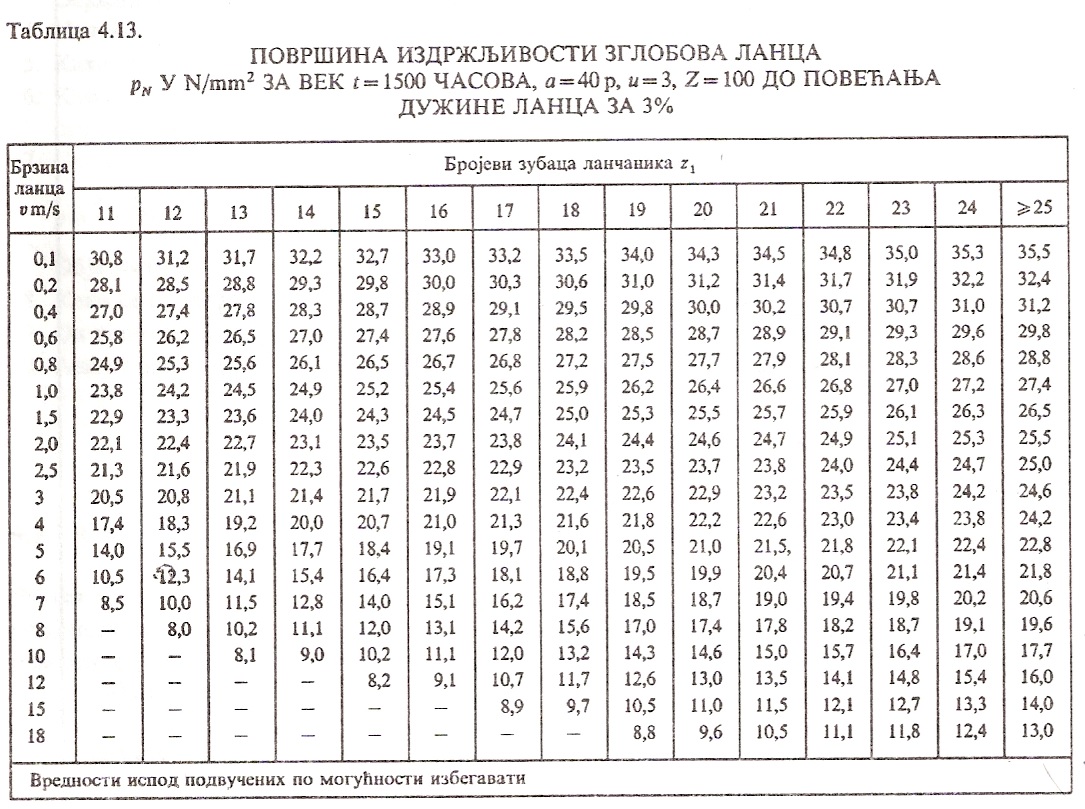 Таблица 4.13.
ПОВРШИНА ИЗДРЖЉИВОСТИ ЗГЛОБОВА ЛАНЦА
pN У N/mm² ЗА ВЕК t=1500 ЧАСОВА, a=40 p, u=3, Z=100 ДО ПОВЕЋАЊА
ДУЖИНЕ ЛАНЦА ЗА 3%
Брзина ланца v m/s Бројеви зубаца ланчаника z₁
11 12 13 14 15 16 17 18 19 20 21 22 23 24 ⩾25
0,1 30,8 31,2 31,7 32,2 32,7 33,0 33,2 33,5 34,0 34,3 34,5 34,8 35,0 35,3 35,5
0,2 28,1 28,5 28,8 29,3 29,8 30,0 30,3 30,6 31,0 31,2 31,4 31,7 31,9 32,2 32,4
0,4 27,0 27,4 27,8 28,3 28,7 28,9 29,1 29,5 29,8 30,0 30,2 30,7 30,7 31,0 31,2
0,6 25,8 26,2 26,5 27,0 27,4 27,6 27,8 28,2 28,5 28,7 28,9 29,1 29,3 29,6 29,8
0,8 24,9 25,3 25,6 26,1 26,5 26,7 26,8 27,2 27,5 27,7 27,9 28,1 28,3 28,6 28,8
1,0 23,8 24,2 24,5 24,9 25,2 25,4 25,6 25,9 26,2 26,4 26,6 26,8 27,0 27,2 27,4
1,5 22,9 23,3 23,6 24,0 24,3 24,5 24,7 25,0 25,3 25,5 25,7 25,9 26,1 26,3 26,5
2,0 22,1 22,4 22,7 23,1 23,5 23,7 23,8 24,1 24,4 24,6 24,7 24,9 25,1 25,3 25,5
2,5 21,3 21,6 21,9 22,3 22,6 22,8 22,9 23,2 23,5 23,7 23,8 24,0 24,4 24,7 25,0
3 20,5 20,8 21,1 21,4 21,7 21,9 22,1 22,4 22,6 22,9 23,2 23,5 23,8 24,2 24,6
4 17,4 18,3 19,2 20,0 20,7 21,0 21,3 21,6 21,8 22,2 22,6 23,0 23,4 23,8 24,2
5 14,0 15,5 16,9 17,7 18,4 19,1 19,7 20,1 20,5 21,0 21,5, 21,8 22,1 22,4 22,8
6 10,5 12,3 14,1 15,4 16,4 17,3 18,1 18,8 19,5 19,9 20,4 20,7 21,1 21,4 21,8
7 8,5 10,0 11,5 12,8 14,0 15,1 16,2 17,4 18,5 18,7 19,0 19,4 19,8 20,2 20,6
8 — 8,0 10,2 11,1 12,0 13,1 14,2 15,6 17,0 17,4 17,8 18,2 18,7 19,1 19,6
10 — — 8,1 9,0 10,2 11,1 12,0 13,2 14,3 14,6 15,0 15,7 16,4 17,0 17,7
12 — — — — 8,2 9,1 10,7 11,7 12,6 13,0 13,5 14,1 14,8 15,4 16,0
15 — — — — — — 8,9 9,7 10,5 11,0 11,5 12,1 12,7 13,3 14,0
18 — — — — — — — — 8,8 9,6 10,5 11,1 11,8 12,4 13,0
Вредности испод подвучених по могућности избегавати